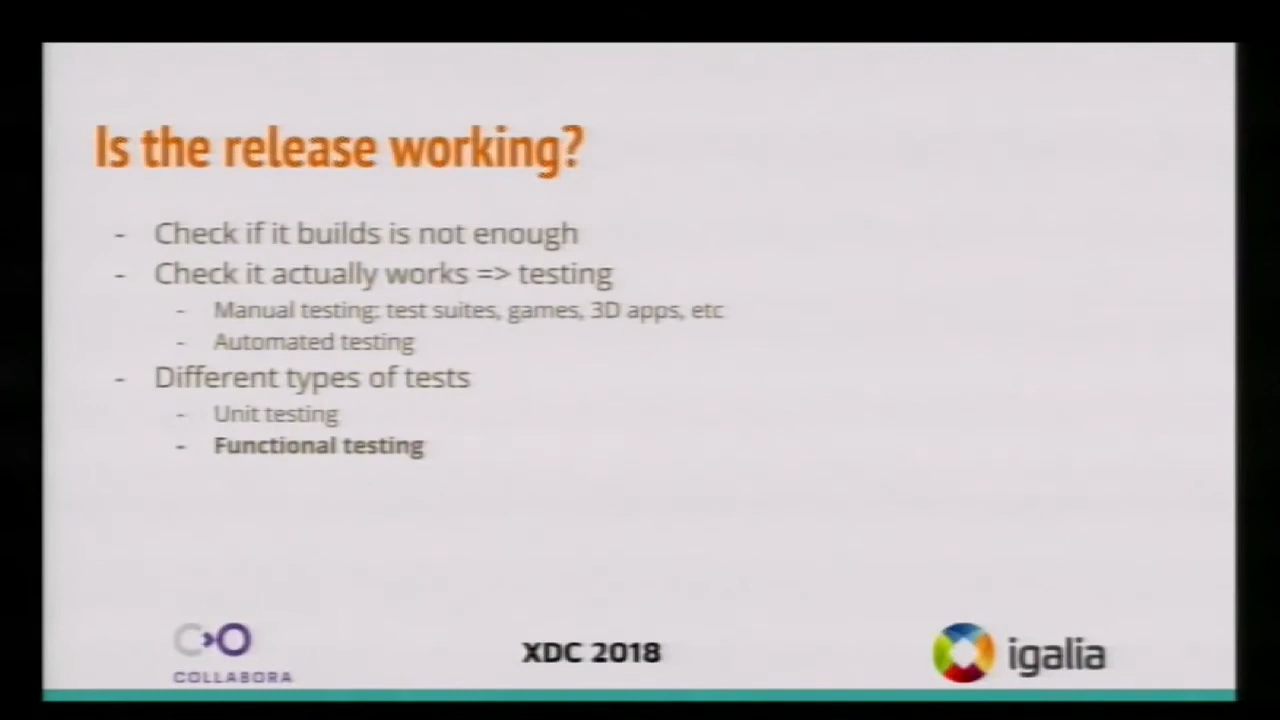 Is the release working?
- Check if it builds is not enough
- Check it actually works => testing
- Manual testing: test suites, games, 3D apps, etc
- Automated testing
- Different types of tests
- Unit testing
- Functional testing
COLLABORA
XDC 2018
igalia